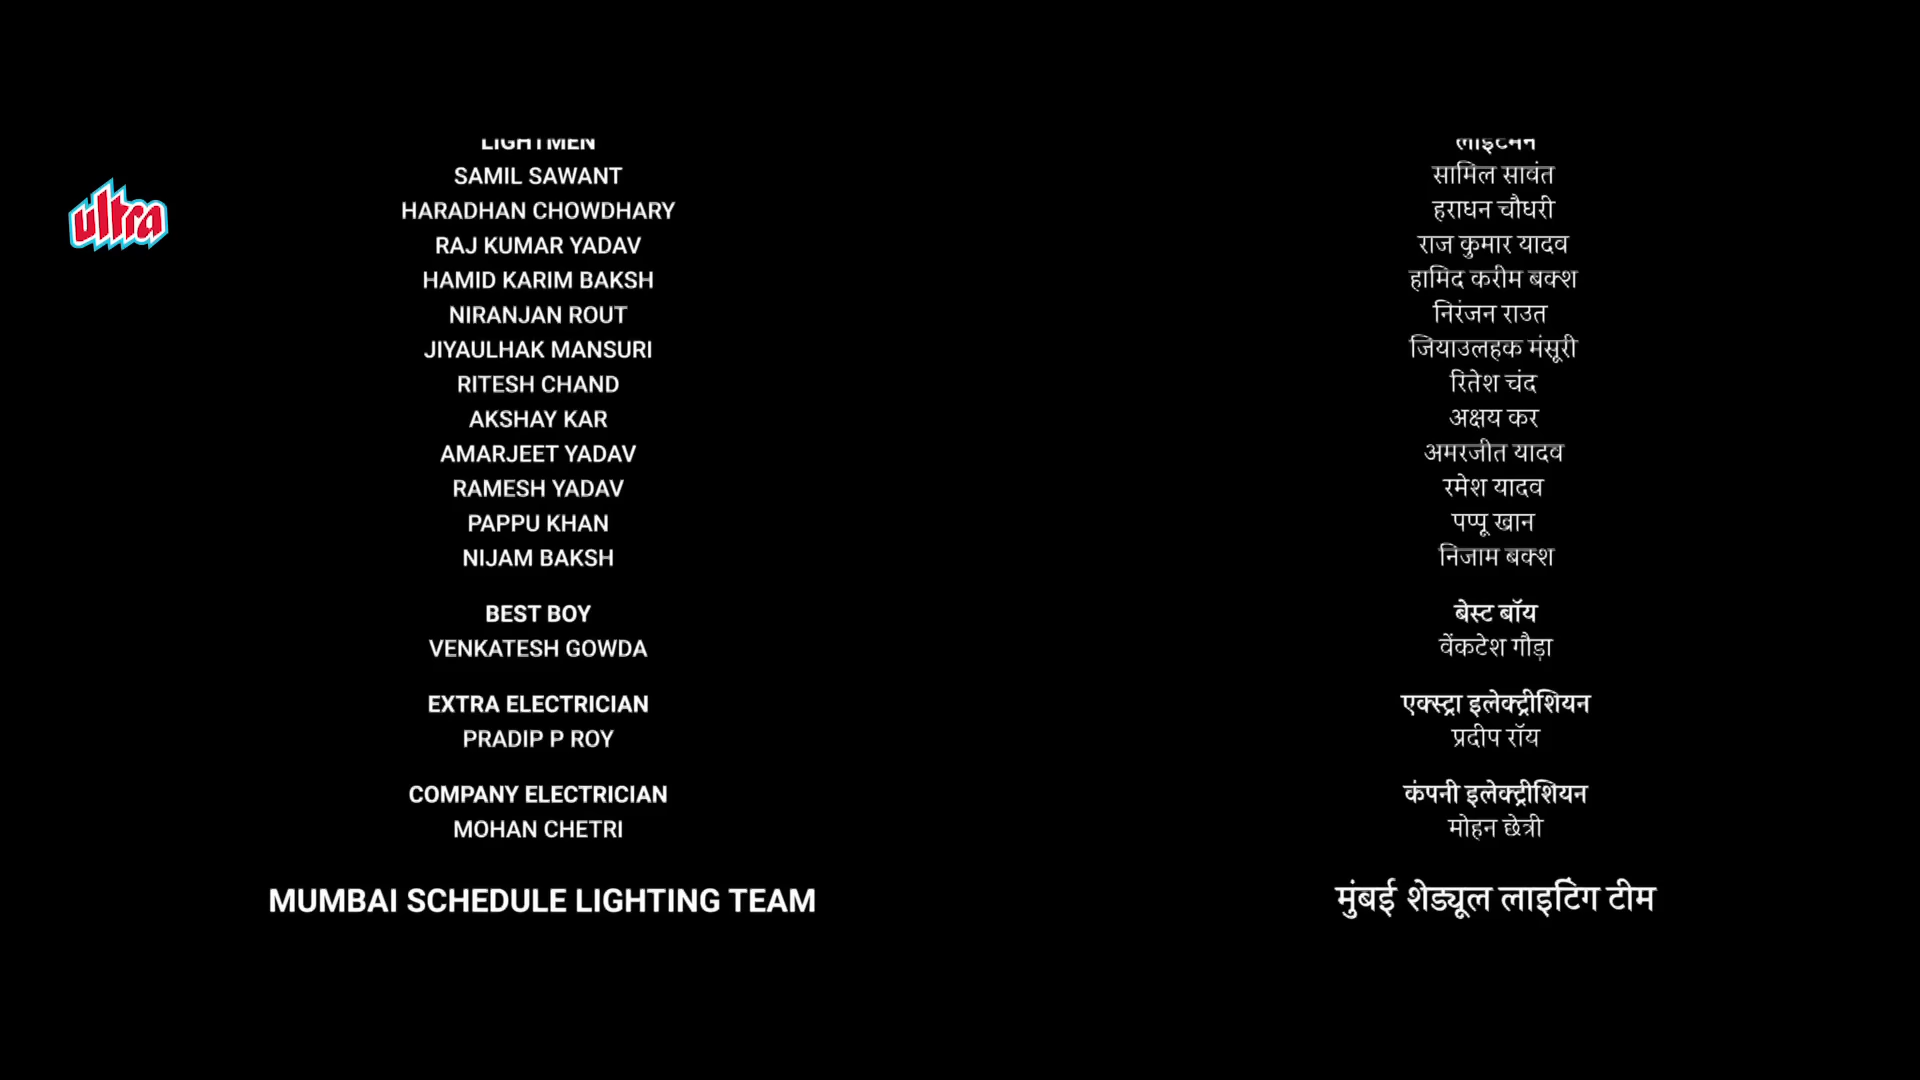 ultra
LIGHTMEN
SAMIL SAWANT
HARADHAN CHOWDHARY
RAJ KUMAR YADAV
HAMID KARIM BAKSH
NIRANJAN ROUT
JIYAULHAK MANSURI
RITESH CHAND
AKSHAY KAR
AMARJEET YADAV
RAMESH YADAV
PAPPU KHAN
NIJAM BAKSH
BEST BOY
VENKATESH GOWDA
EXTRA ELECTRICIAN
PRADIP P ROY
COMPANY ELECTRICIAN
MOHAN CHETRI
MUMBAI SCHEDULE LIGHTING TEAM
लाइटमैन
सामिल सावंत
हराधन चौधरी
राज कुमार यादव
हामिद करीम बक्श
निरंजन राउत
जियाउलहक मंसूरी
रितेश चंद
अक्षय कर
अमरजीत यादव
रमेश यादव
पप्पू खान
निजाम बक्श
बेस्ट बॉय
वेंकटेश गौड़ा
एक्स्ट्रा इलेक्ट्रीशियन
प्रदीप रॉय
कंपनी इलेक्ट्रीशियन
मोहन छेत्री
मुंबई शेड्यूल लाइटिंग टीम